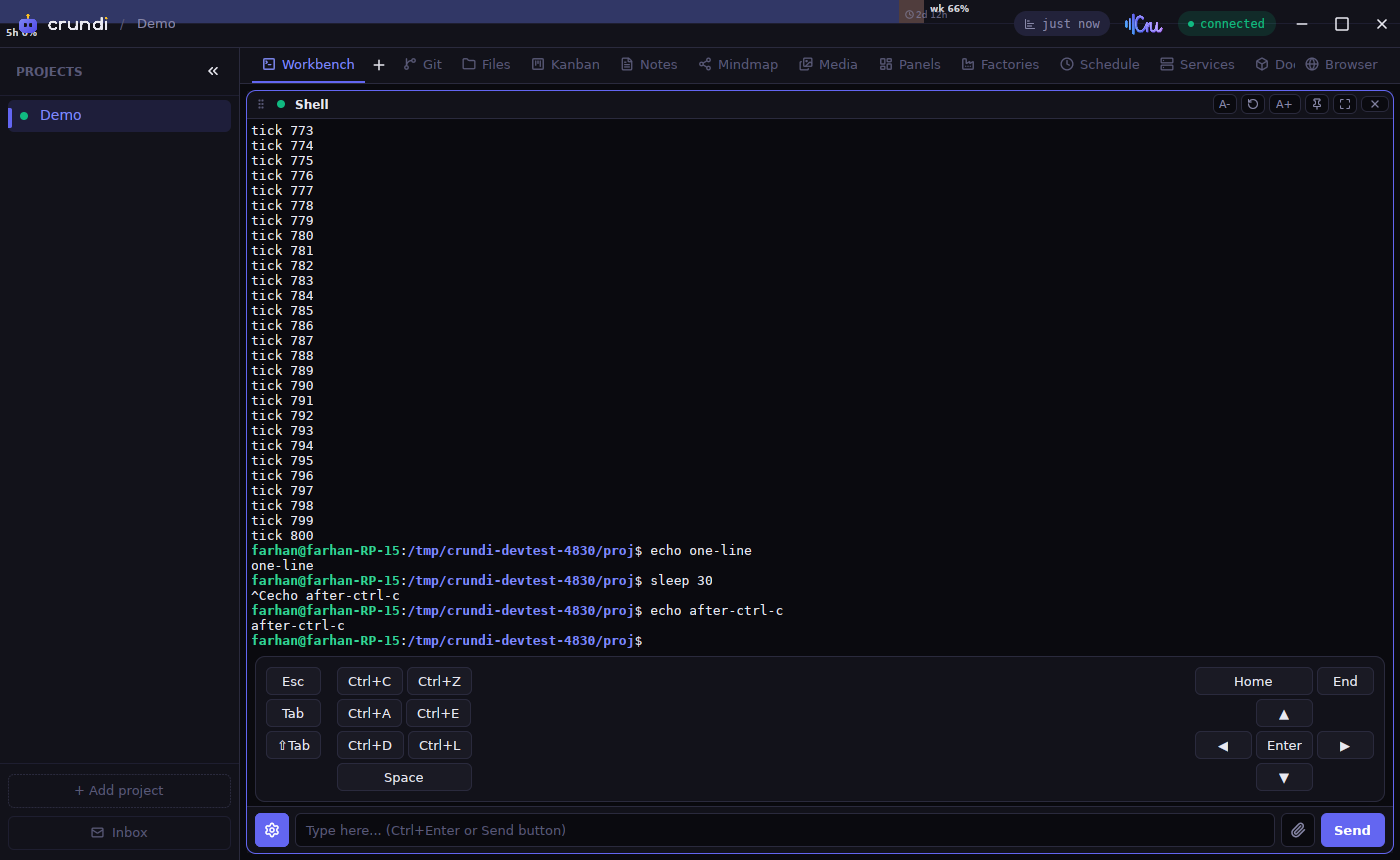 wk 66%
2d 12h
crundi / Demo
just now
Cru
connected
5h
PROJECTS
Workbench
Git
Files
Kanban
Notes
Mindmap
Media
Panels
Factories
Schedule
Services
Do
Browser
Demo
Shell
A-
A+
tick 773
tick 774
tick 775
tick 776
tick 777
tick 778
tick 779
tick 780
tick 781
tick 782
tick 783
tick 784
tick 785
tick 786
tick 787
tick 788
tick 789
tick 790
tick 791
tick 792
tick 793
tick 794
tick 795
tick 796
tick 797
tick 798
tick 799
tick 800
farhan@farhan-RP-15:/tmp/crundi-devtest-4830/proj$ echo one-line
one-line
farhan@farhan-RP-15:/tmp/crundi-devtest-4830/proj$ sleep 30
^Cecho after-ctrl-c
farhan@farhan-RP-15:/tmp/crundi-devtest-4830/proj$ echo after-ctrl-c
after-ctrl-c
farhan@farhan-RP-15:/tmp/crundi-devtest-4830/proj$
Esc
Ctrl+C
Ctrl+Z
Home
End
Tab
Ctrl+A
Ctrl+E
⇧Tab
Ctrl+D
Ctrl+L
Enter
Space
+ Add project
Inbox
Type here... (Ctrl+Enter or Send button)
Send